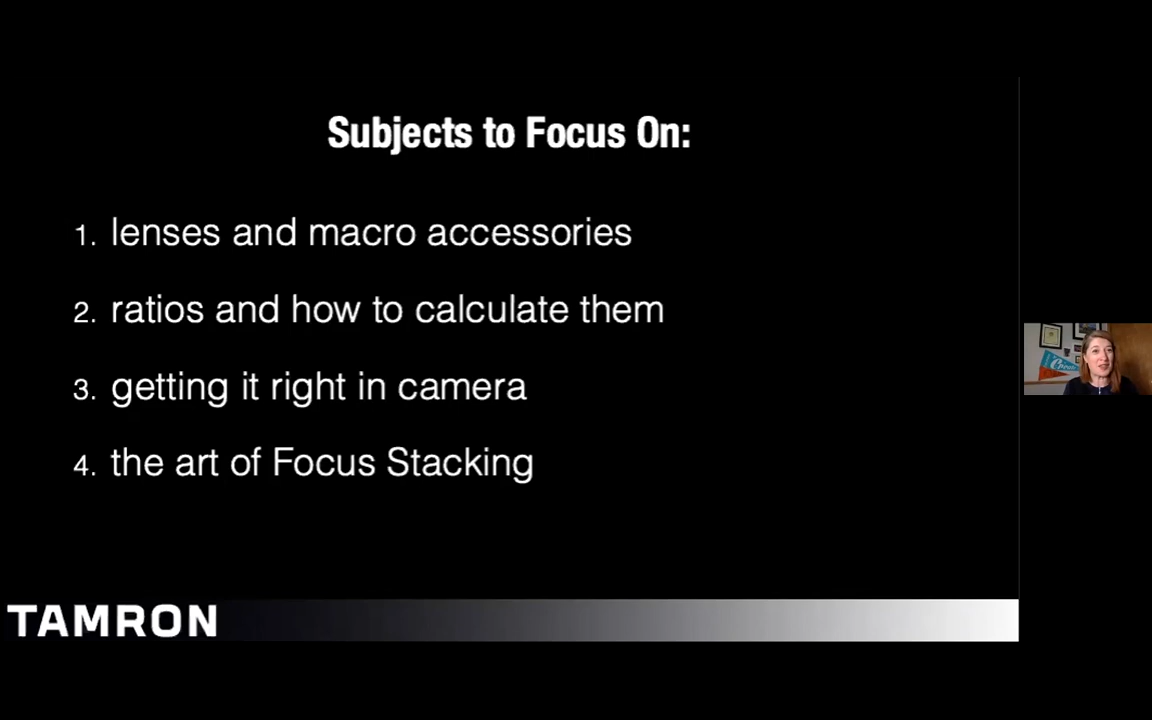 Subjects to Focus On:
1. lenses and macro accessories
2. ratios and how to calculate them
3. getting it right in camera
4. the art of Focus Stacking
TAMRON